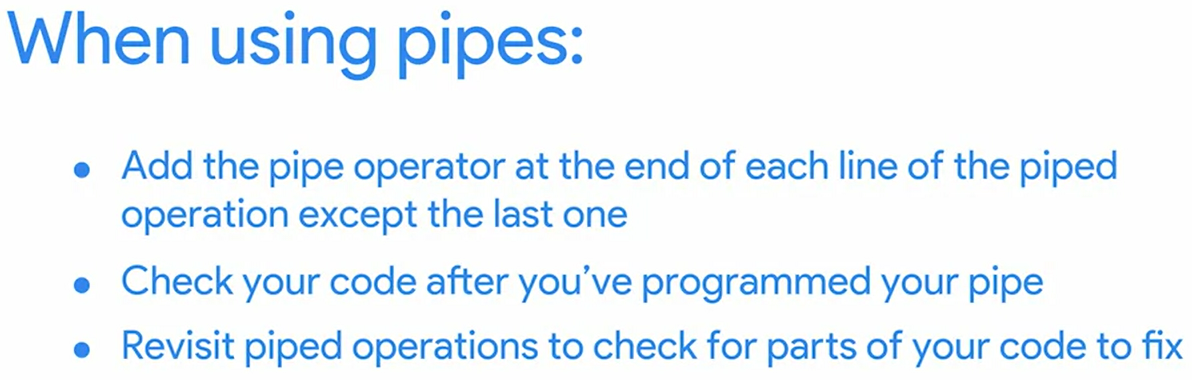 When using pipes:
• Add the pipe operator at the end of each line of the piped
operation except the last one
• Check your code after you’ve programmed your pipe
• Revisit piped operations to check for parts of your code to fix